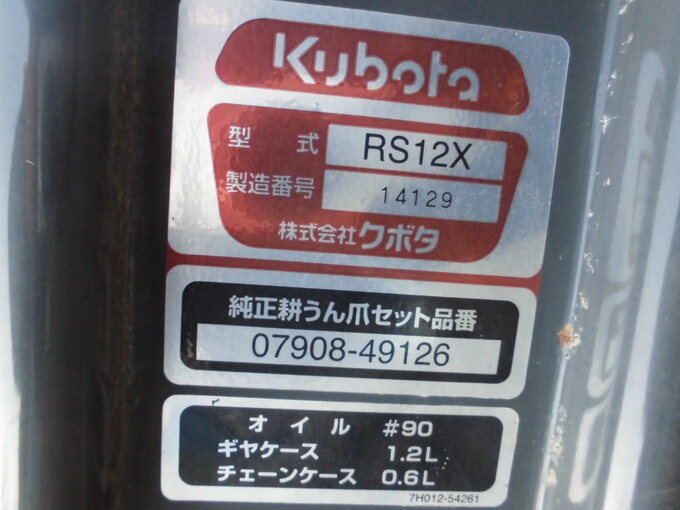 Kubota
型式 RS12X
製造番号 14129
株式会社クボタ
純正耕うん爪セット品番
07908-49126
オイル #90
ギヤケース 1.2L
チェーンケース 0.6L
7H012-54261